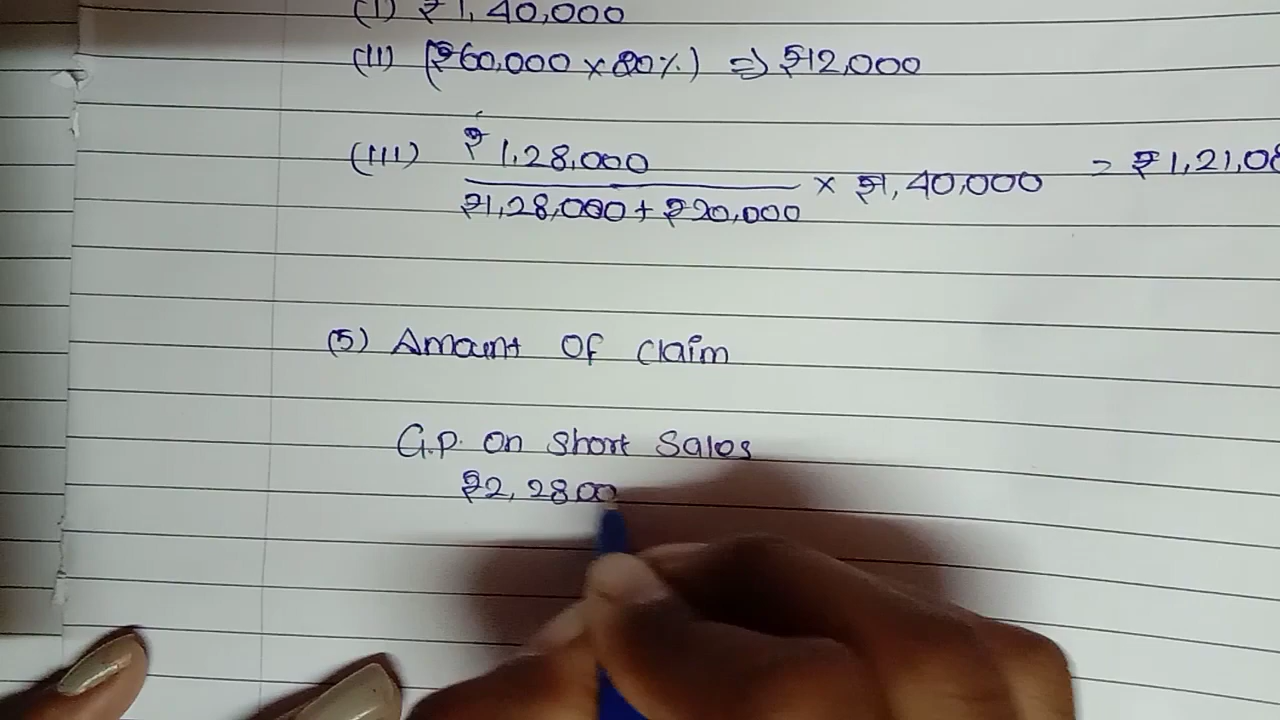 (I) ₹1,40,000
(II) (₹60,000 × 80%) ⇒ ₹12,000
(III) ₹1,28,000
₹1,28,000 + ₹20,000 × ₹1,40,000 = ₹1,21,08
(5) Amount OF Claim
G.P. on Short Sales
₹2,2800